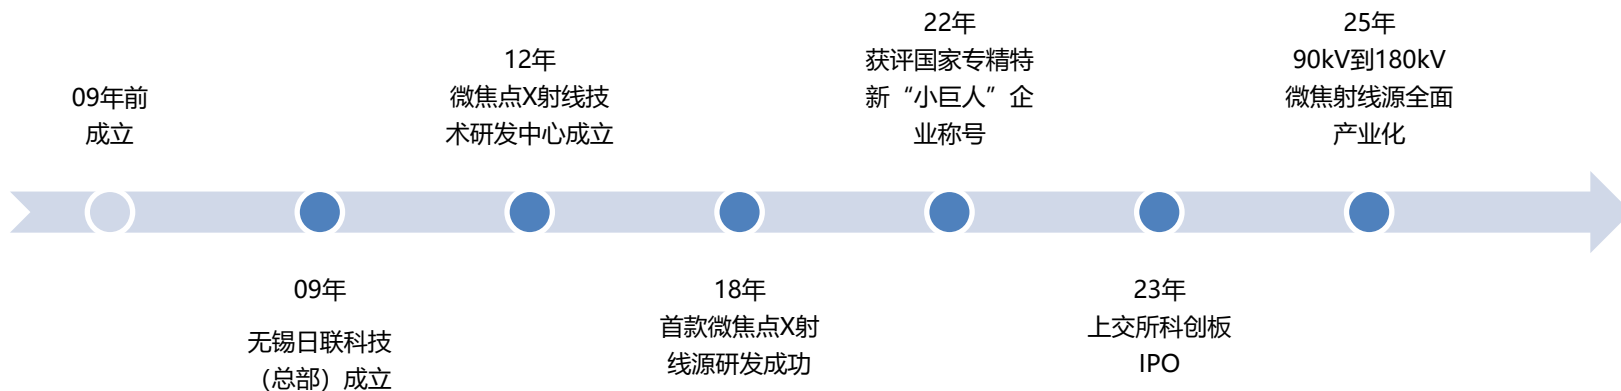 09年前
成立
09年
无锡日联科技
（总部）成立
12年
微焦点X射线技
术研发中心成立
18年
首款微焦点X射
线源研发成功
22年
获评国家专精特
新“小巨人”企
业称号
23年
上交所科创板
IPO
25年
90kV到180kV
微焦射线源全面
产业化